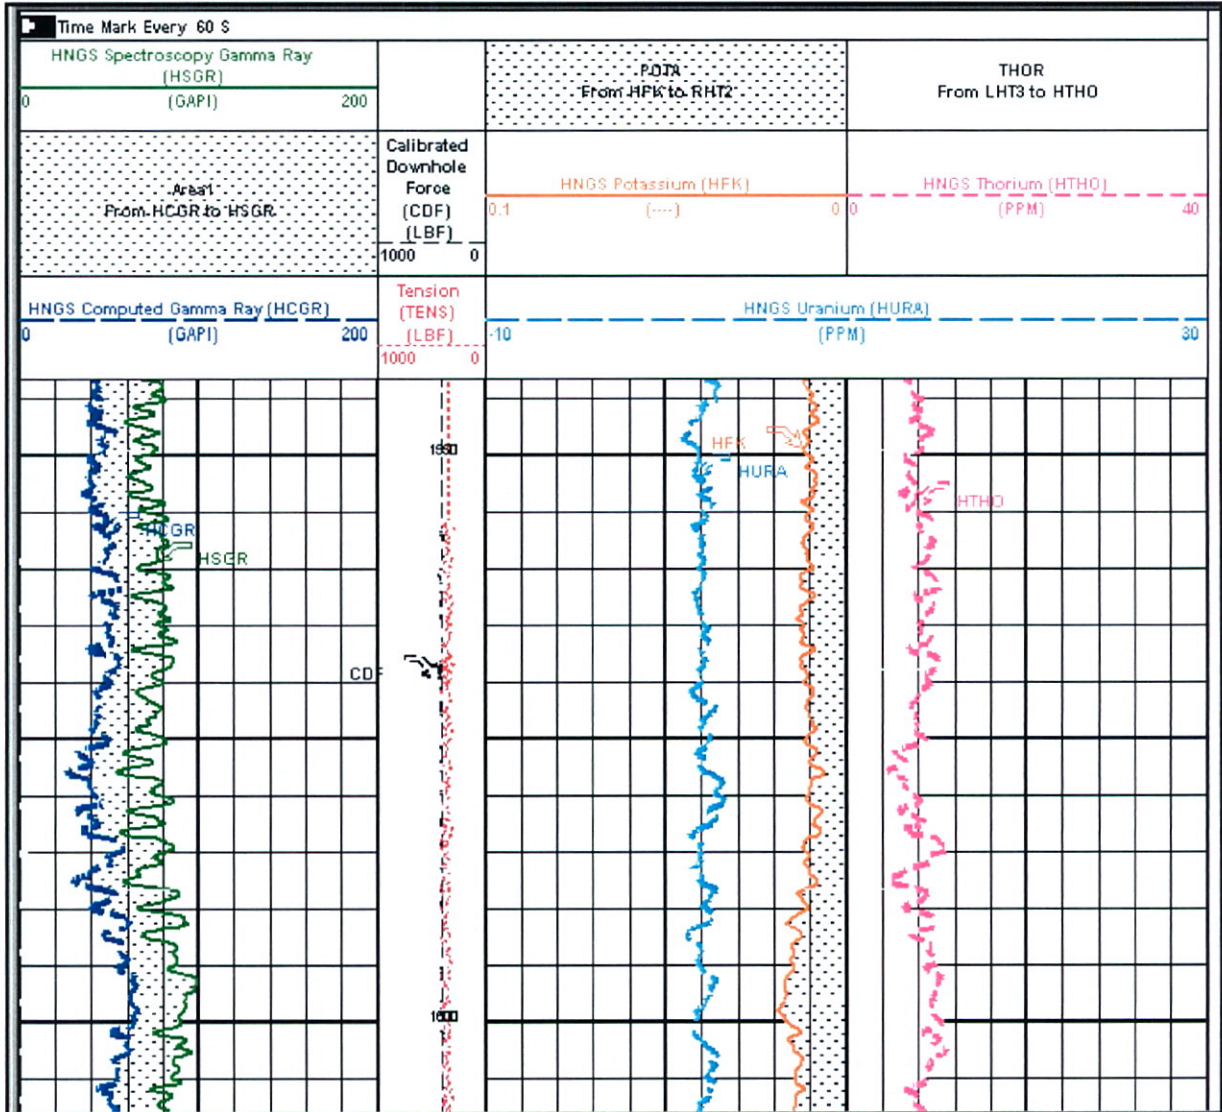 Time Mark Every 60 S
HNGS Spectroscopy Gamma Ray
(HSGR)
0 (GAPI) 200
POTA
From HFK to RHT2
THOR
From LHT3 to HTHO
Area1
From HCGR to HSGR
Calibrated
Downhole
Force
(CDF)
(LBF)
1000 0
HNGS Potassium (HFK)
0.1 (----) 0
HNGS Thorium (HTHO)
0 (PPM) 40
HNGS Computed Gamma Ray (HCGR)
0 (GAPI) 200
Tension
(TENS)
(LBF)
1000 0
HNGS Uranium (HURA)
-10 (PPM) 30
HFK
HURA
HTHO
HCGR
HSGR
CDF